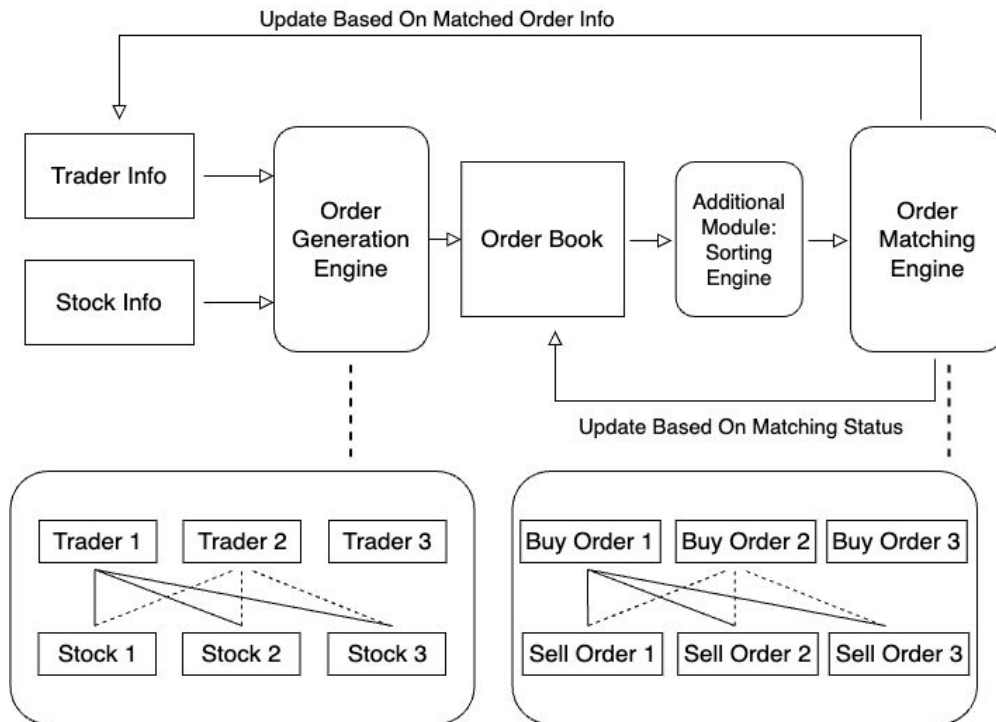 Update Based On Matched Order Info
Trader Info
Stock Info
Order
Generation
Engine
Order Book
Additional
Module:
Sorting
Engine
Order
Matching
Engine
Update Based On Matching Status
Trader 1
Trader 2
Trader 3
Stock 1
Stock 2
Stock 3
Buy Order 1
Buy Order 2
Buy Order 3
Sell Order 1
Sell Order 2
Sell Order 3